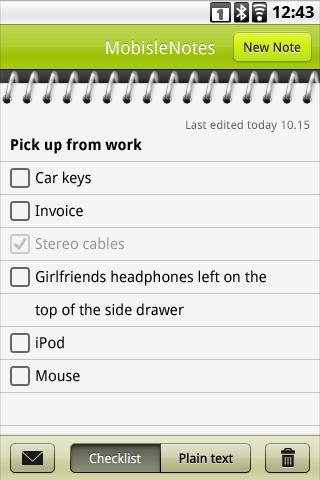 1 12:43
MobisleNotes New Note
Last edited today 10.15
Pick up from work
Car keys
Invoice
Stereo cables
Girlfriends headphones left on the
top of the side drawer
iPod
Mouse
Checklist Plain text